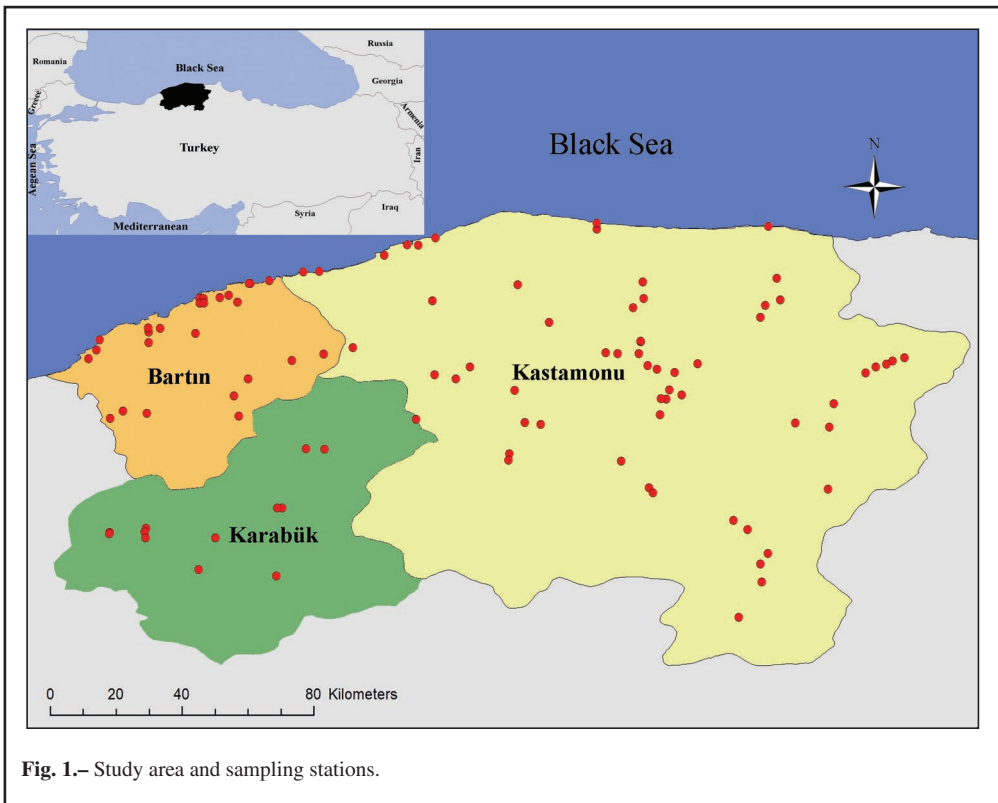 Romania
Black Sea
Russia
Georgia
Greece
Armenia
Turkey
Iran
Aegean Sea
Syria
Iraq
Mediterranean
Black Sea
N
Bartın
Kastamonu
Karabük
0 20 40 80 Kilometers
Fig. 1.– Study area and sampling stations.